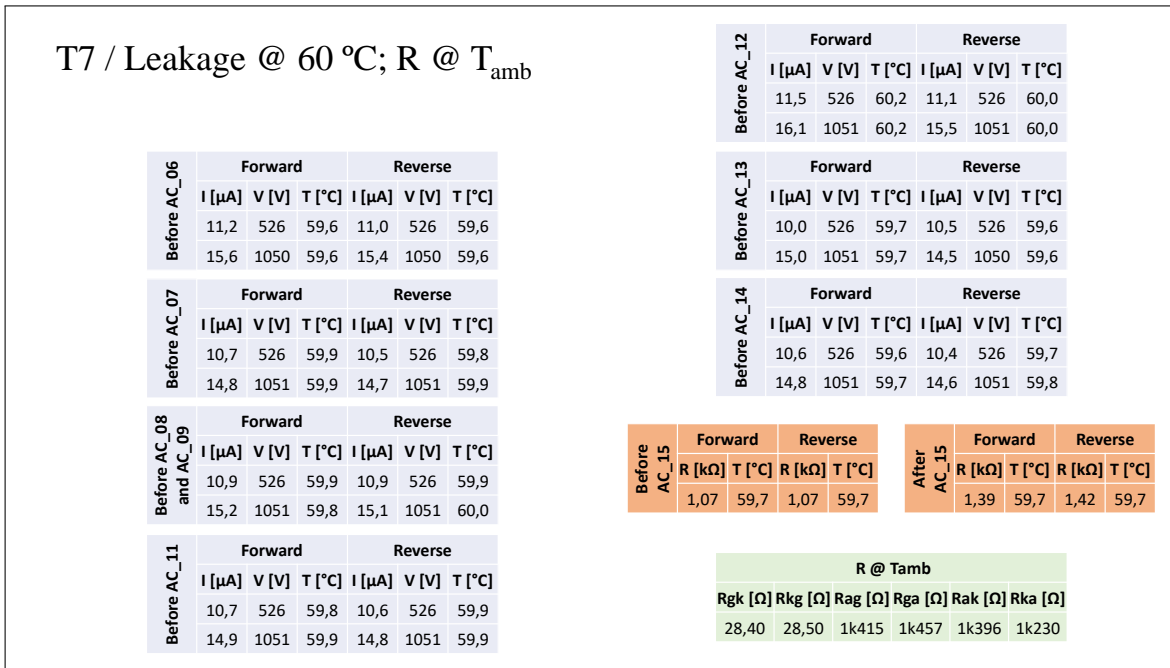 T7 / Leakage @ 60 ºC; R @ Tamb
Before AC_06
Forward Reverse
I [µA] V [V] T [°C] I [µA] V [V] T [°C]
11,2 526 59,6 11,0 526 59,6
15,6 1050 59,6 15,4 1050 59,6
Before AC_07
Forward Reverse
I [µA] V [V] T [°C] I [µA] V [V] T [°C]
10,7 526 59,9 10,5 526 59,8
14,8 1051 59,9 14,7 1051 59,9
Before AC_08
and AC_09
Forward Reverse
I [µA] V [V] T [°C] I [µA] V [V] T [°C]
10,9 526 59,9 10,9 526 59,9
15,2 1051 59,8 15,1 1051 60,0
Before AC_11
Forward Reverse
I [µA] V [V] T [°C] I [µA] V [V] T [°C]
10,7 526 59,8 10,6 526 59,9
14,9 1051 59,9 14,8 1051 59,9
Before AC_12
Forward Reverse
I [µA] V [V] T [°C] I [µA] V [V] T [°C]
11,5 526 60,2 11,1 526 60,0
16,1 1051 60,2 15,5 1051 60,0
Before AC_13
Forward Reverse
I [µA] V [V] T [°C] I [µA] V [V] T [°C]
10,0 526 59,7 10,5 526 59,6
15,0 1051 59,7 14,5 1050 59,6
Before AC_14
Forward Reverse
I [µA] V [V] T [°C] I [µA] V [V] T [°C]
10,6 526 59,6 10,4 526 59,7
14,8 1051 59,7 14,6 1051 59,8
Before
AC_15
Forward Reverse
R [kΩ] T [°C] R [kΩ] T [°C]
1,07 59,7 1,07 59,7
After
AC_15
Forward Reverse
R [kΩ] T [°C] R [kΩ] T [°C]
1,39 59,7 1,42 59,7
R @ Tamb
Rgk [Ω] Rkg [Ω] Rag [Ω] Rga [Ω] Rak [Ω] Rka [Ω]
28,40 28,50 1k415 1k457 1k396 1k230